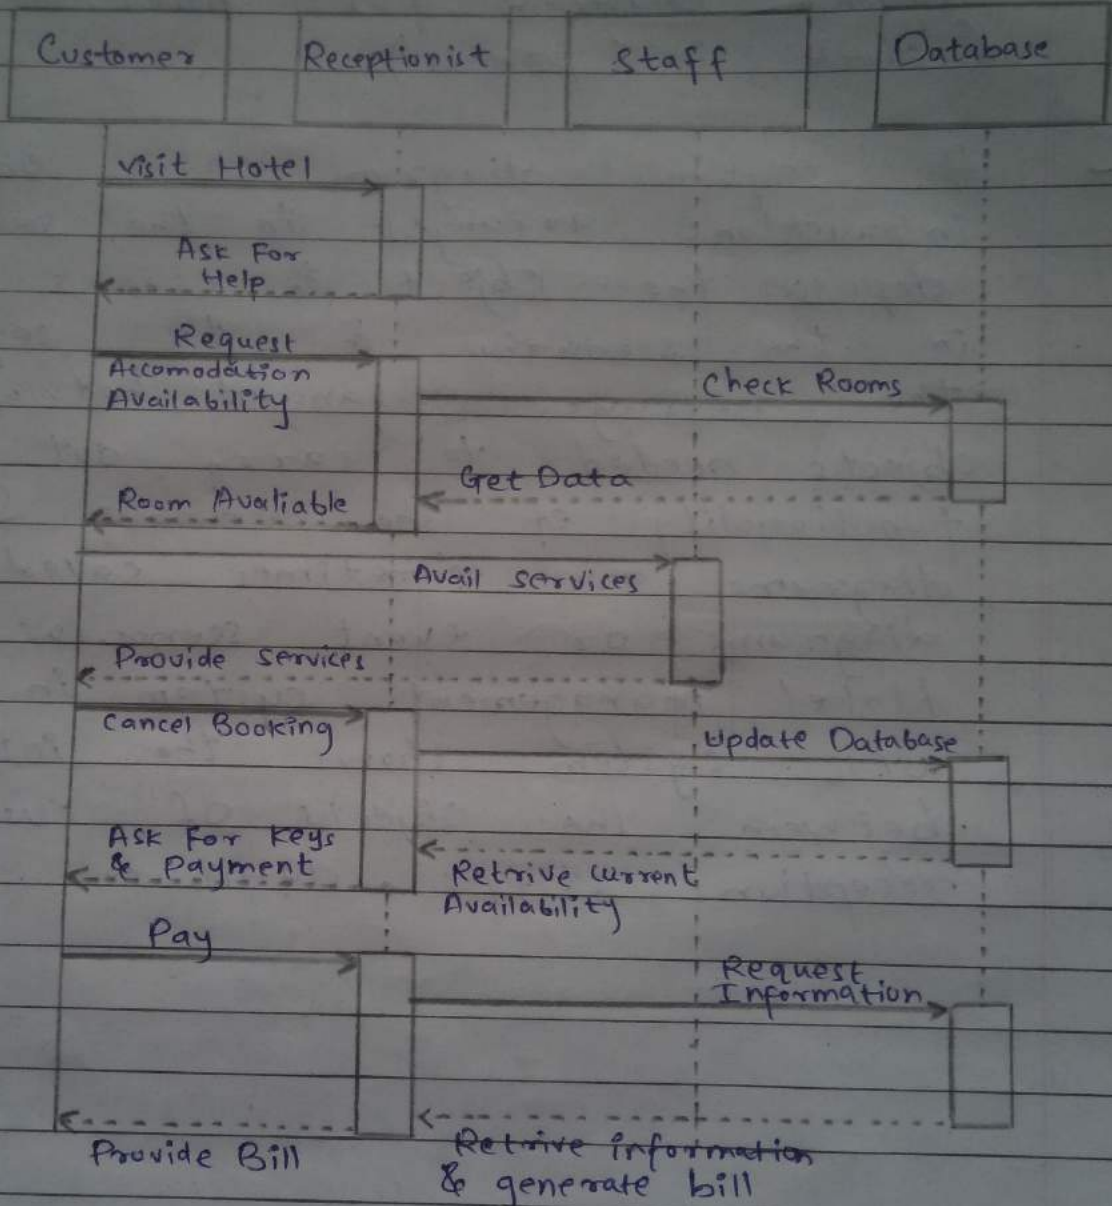 Customer
Receptionist
Staff
Database
Visit Hotel
Ask For
Help
Request
Accomodation
Availability
Check Rooms
Get Data
Room Avaliable
Avail services
Provide services
Cancel Booking
Update Database
Ask For Keys
& Payment
Retrive current
Availability
Pay
Request
Information
Provide Bill
Retrive information
& generate bill